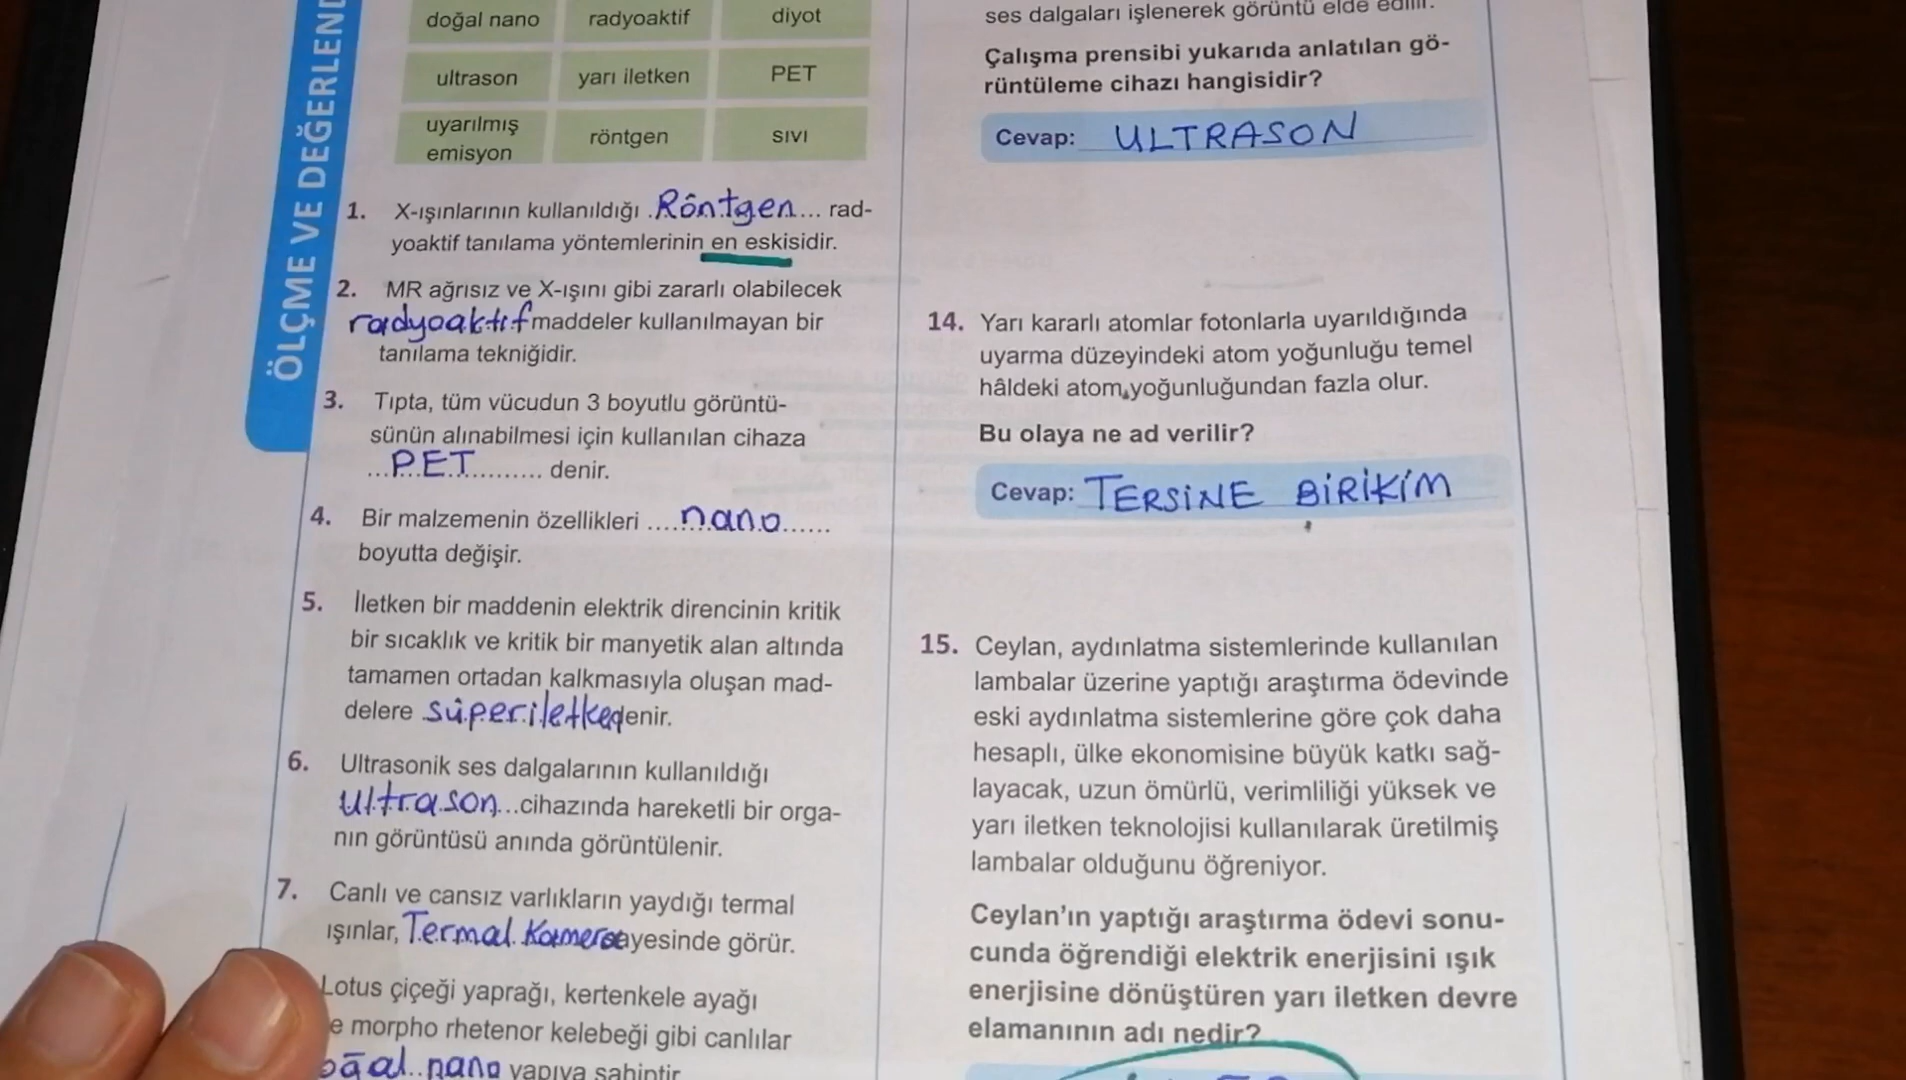 ÖLÇME VE DEĞERLEND
doğal nano radyoaktif diyot
ultrason yarı iletken PET
uyarılmış emisyon röntgen sıvı
1. X-ışınlarının kullanıldığı .Röntgen... rad-
yoaktif tanılama yöntemlerinin en eskisidir.
2. MR ağrısız ve X-ışını gibi zararlı olabilecek
radyoaktif maddeler kullanılmayan bir
tanılama tekniğidir.
3. Tıpta, tüm vücudun 3 boyutlu görüntü-
sünün alınabilmesi için kullanılan cihaza
...PET.......... denir.
4. Bir malzemenin özellikleri ....nano......
boyutta değişir.
5. İletken bir maddenin elektrik direncinin kritik
bir sıcaklık ve kritik bir manyetik alan altında
tamamen ortadan kalkmasıyla oluşan mad-
delere süperiletken denir.
6. Ultrasonik ses dalgalarının kullanıldığı
Ultrason...cihazında hareketli bir orga-
nın görüntüsü anında görüntülenir.
7. Canlı ve cansız varlıkların yaydığı termal
ışınlar, Termal Kamera sayesinde görür.
Lotus çiçeği yaprağı, kertenkele ayağı
e morpho rhetenor kelebeği gibi canlılar
oğal..nano yapıya sahiptir
ses dalgaları işlenerek görüntü elde edilir.
Çalışma prensibi yukarıda anlatılan gö-
rüntüleme cihazı hangisidir?
Cevap: ULTRASON
14. Yarı kararlı atomlar fotonlarla uyarıldığında
uyarma düzeyindeki atom yoğunluğu temel
hâldeki atom yoğunluğundan fazla olur.
Bu olaya ne ad verilir?
Cevap: TERSİNE BİRİKİM
15. Ceylan, aydınlatma sistemlerinde kullanılan
lambalar üzerine yaptığı araştırma ödevinde
eski aydınlatma sistemlerine göre çok daha
hesaplı, ülke ekonomisine büyük katkı sağ-
layacak, uzun ömürlü, verimliliği yüksek ve
yarı iletken teknolojisi kullanılarak üretilmiş
lambalar olduğunu öğreniyor.
Ceylan'ın yaptığı araştırma ödevi sonu-
cunda öğrendiği elektrik enerjisini ışık
enerjisine dönüştüren yarı iletken devre
elamanının adı nedir?